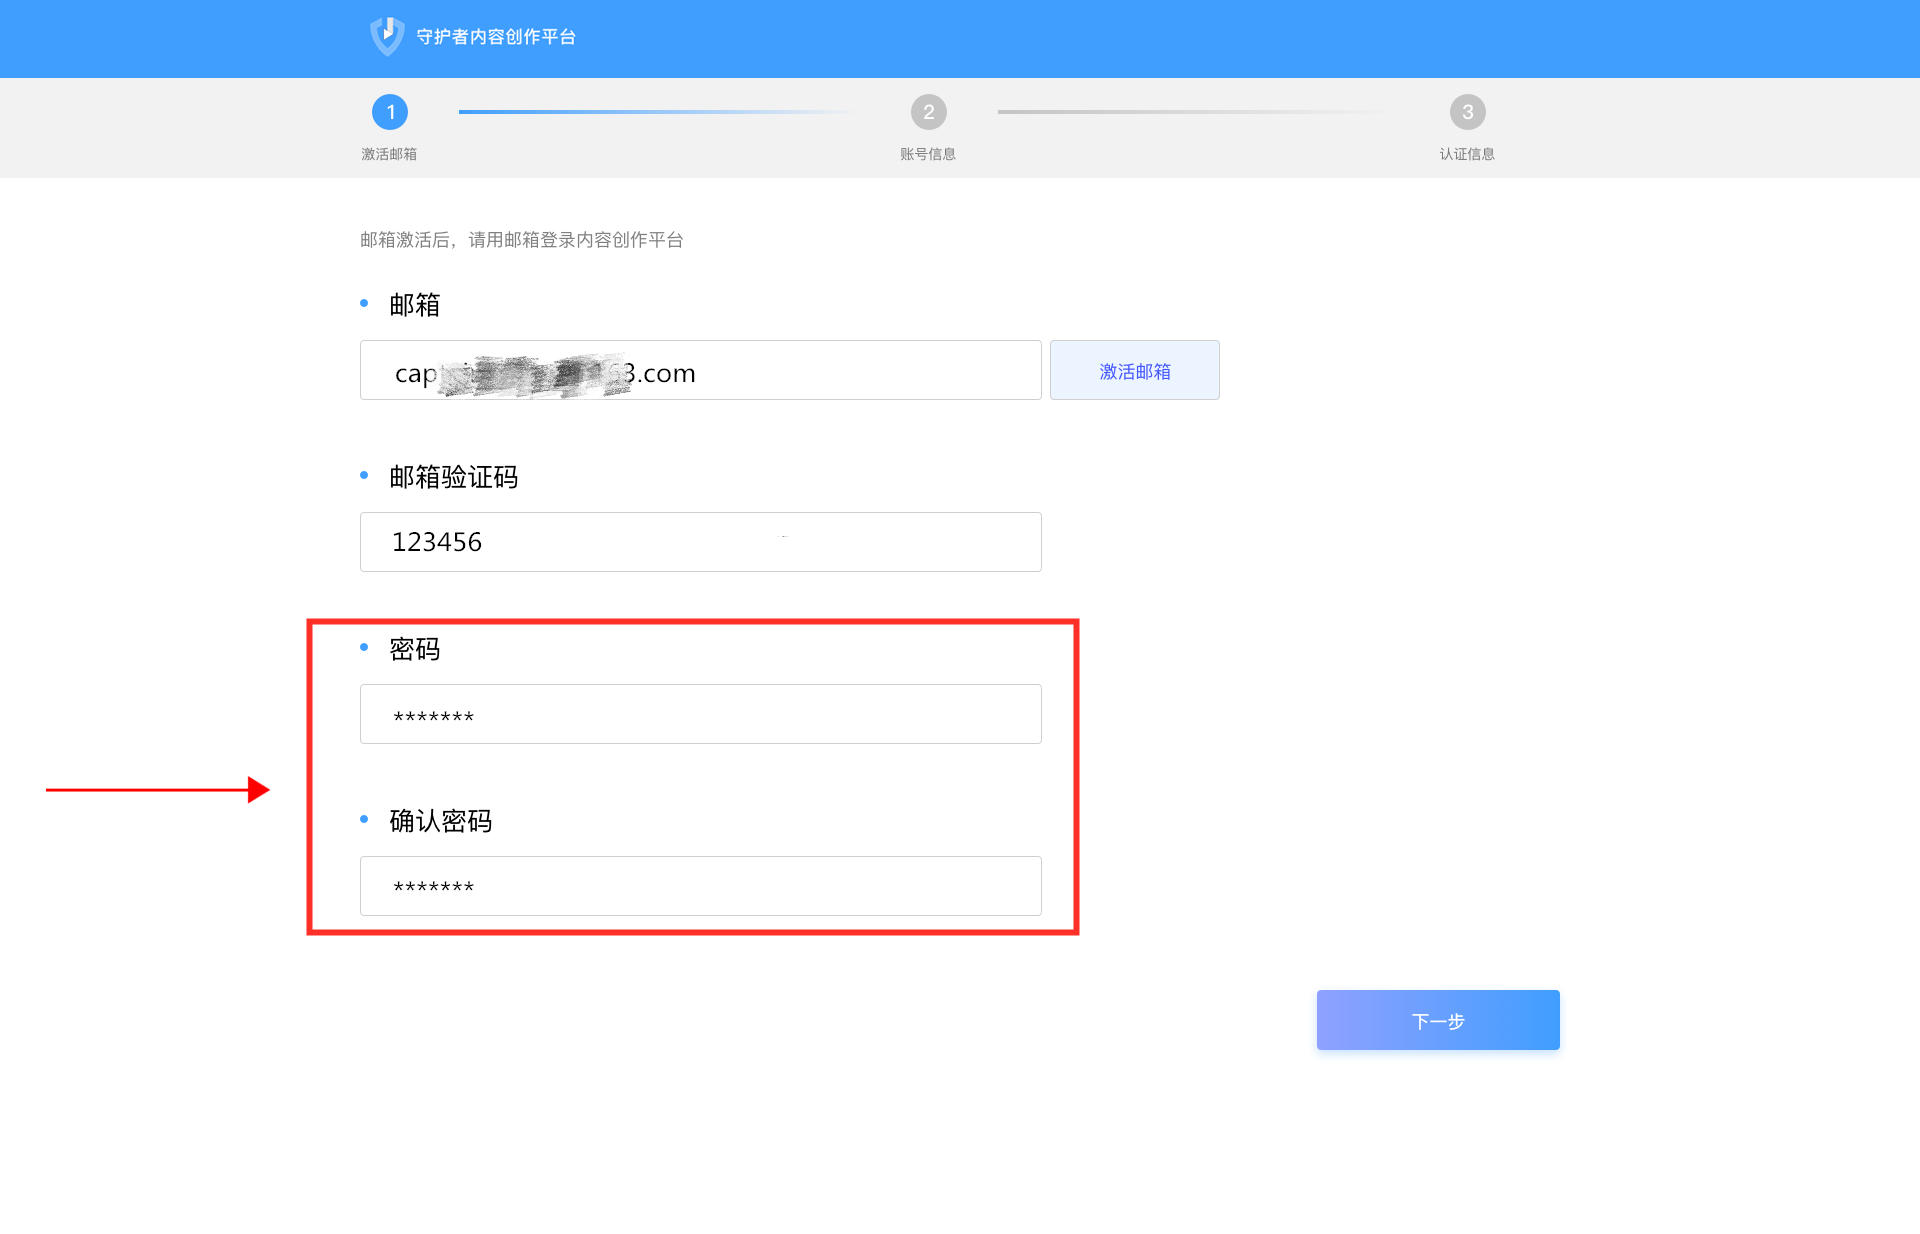 守护者内容创作平台
1
2
3
激活邮箱
账号信息
认证信息
邮箱激活后，请用邮箱登录内容创作平台
邮箱
cap 3.com
激活邮箱
邮箱验证码
123456
密码
*******
确认密码
*******
下一步